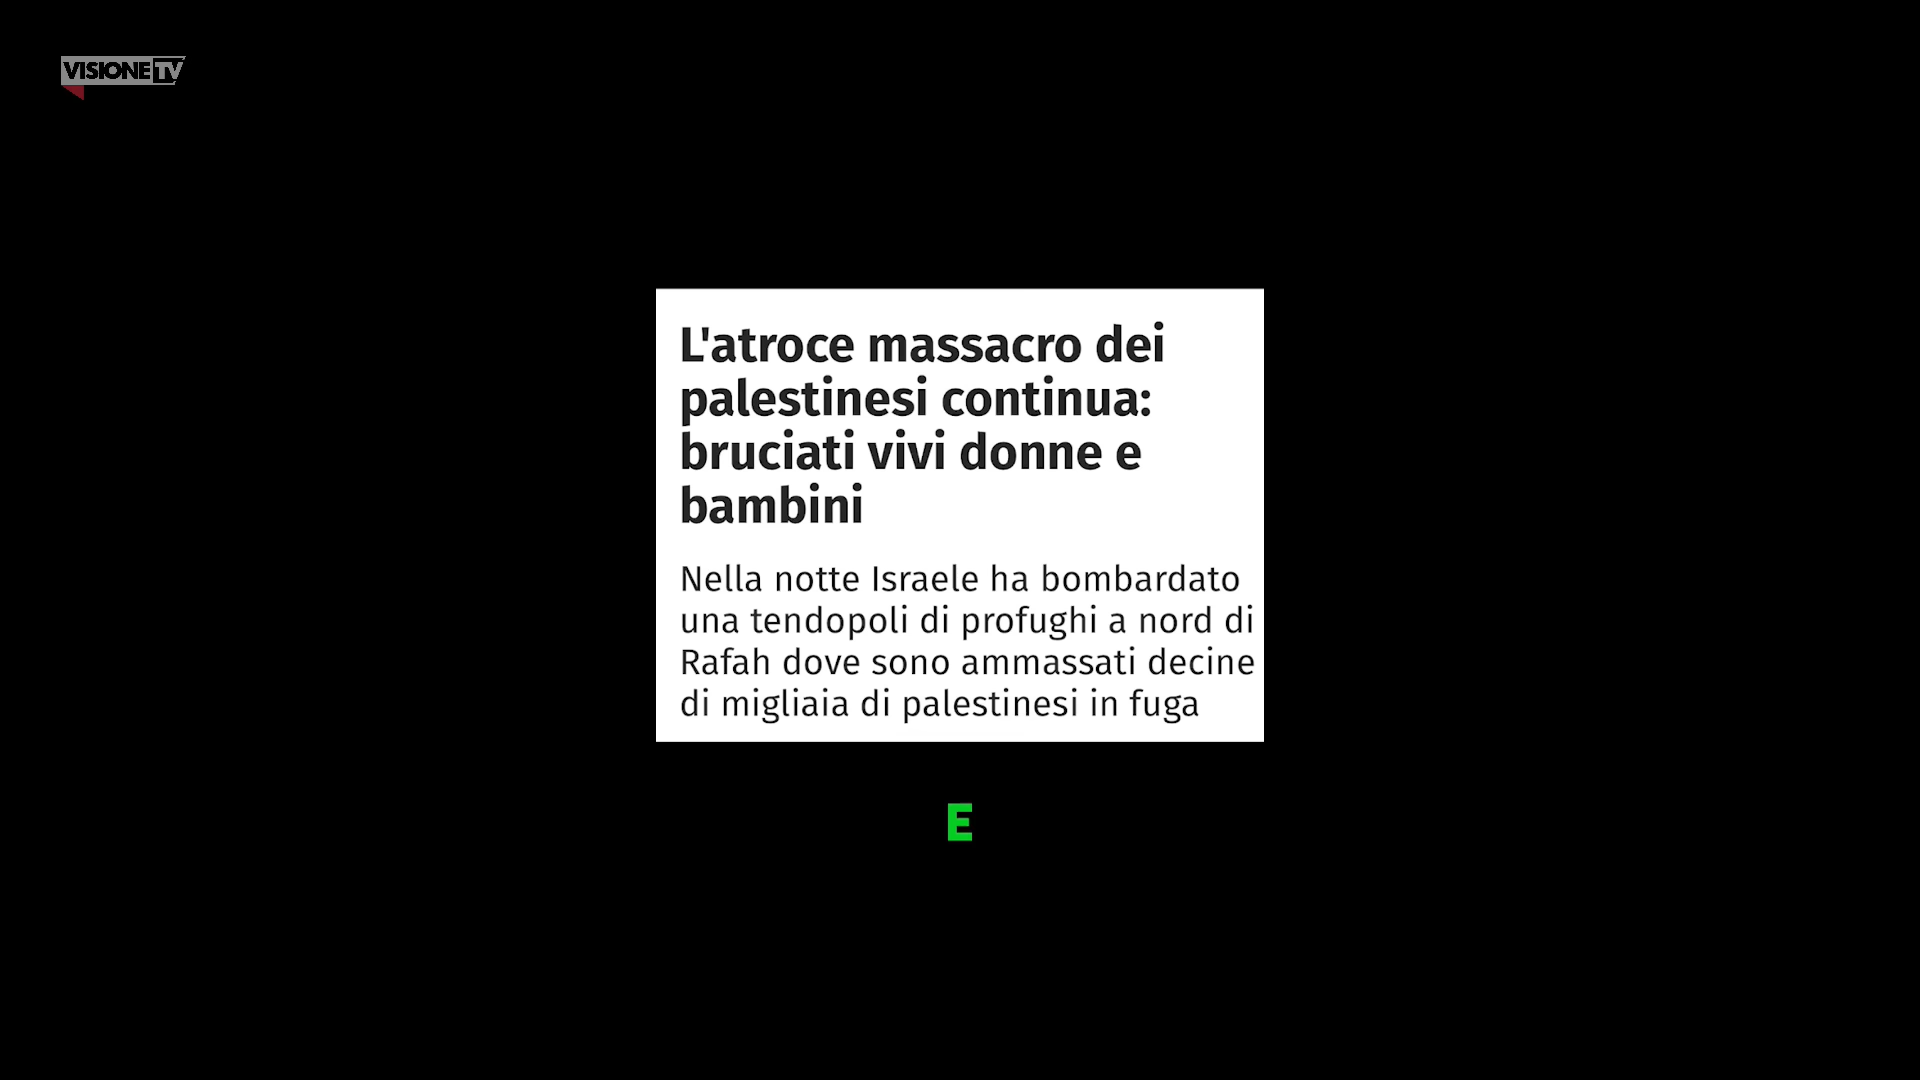 VISIONE TV
L'atroce massacro dei
palestinesi continua:
bruciati vivi donne e
bambini
Nella notte Israele ha bombardato
una tendopoli di profughi a nord di
Rafah dove sono ammassati decine
di migliaia di palestinesi in fuga
E